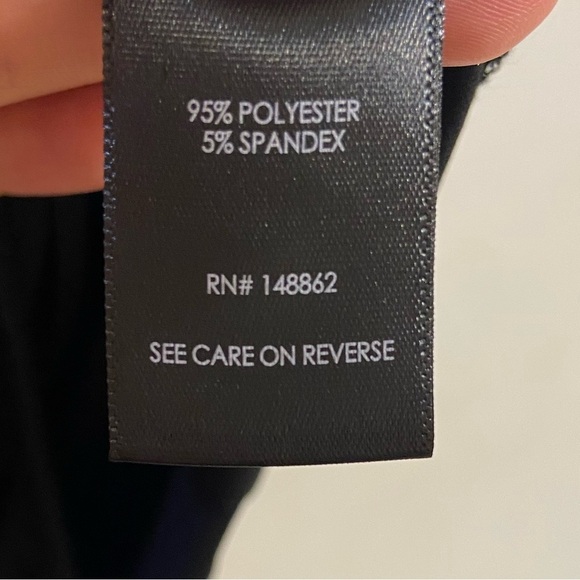 95% POLYESTER
5% SPANDEX
RN# 148862
SEE CARE ON REVERSE